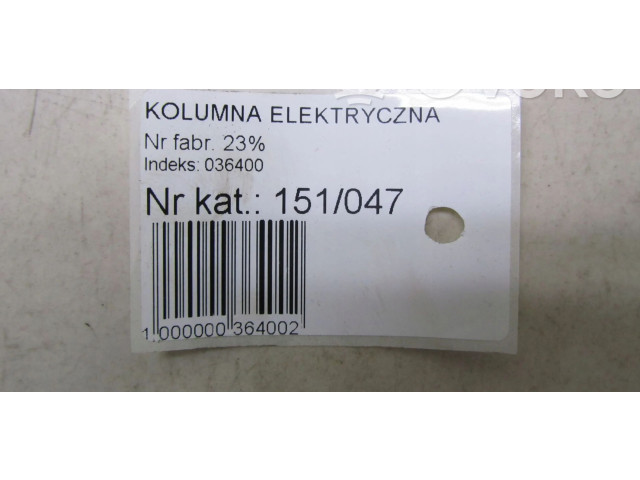 KOLUMNA ELEKTRYCZNA
Nr fabr. 23%
Indeks: 036400
Nr kat.: 151/047
1 000000 364002